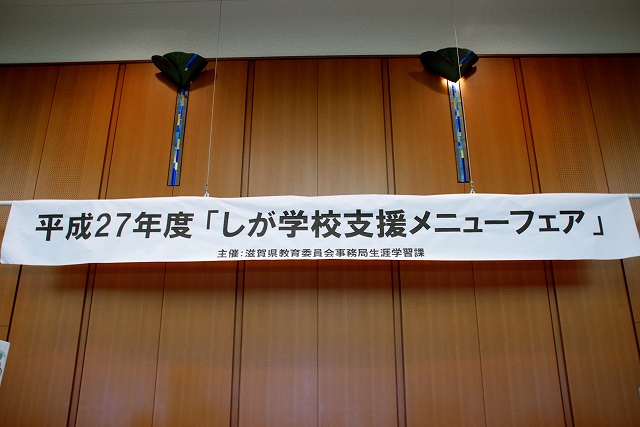 平成27年度「しが学校支援メニューフェア」
主催:滋賀県教育委員会事務局生涯学習課